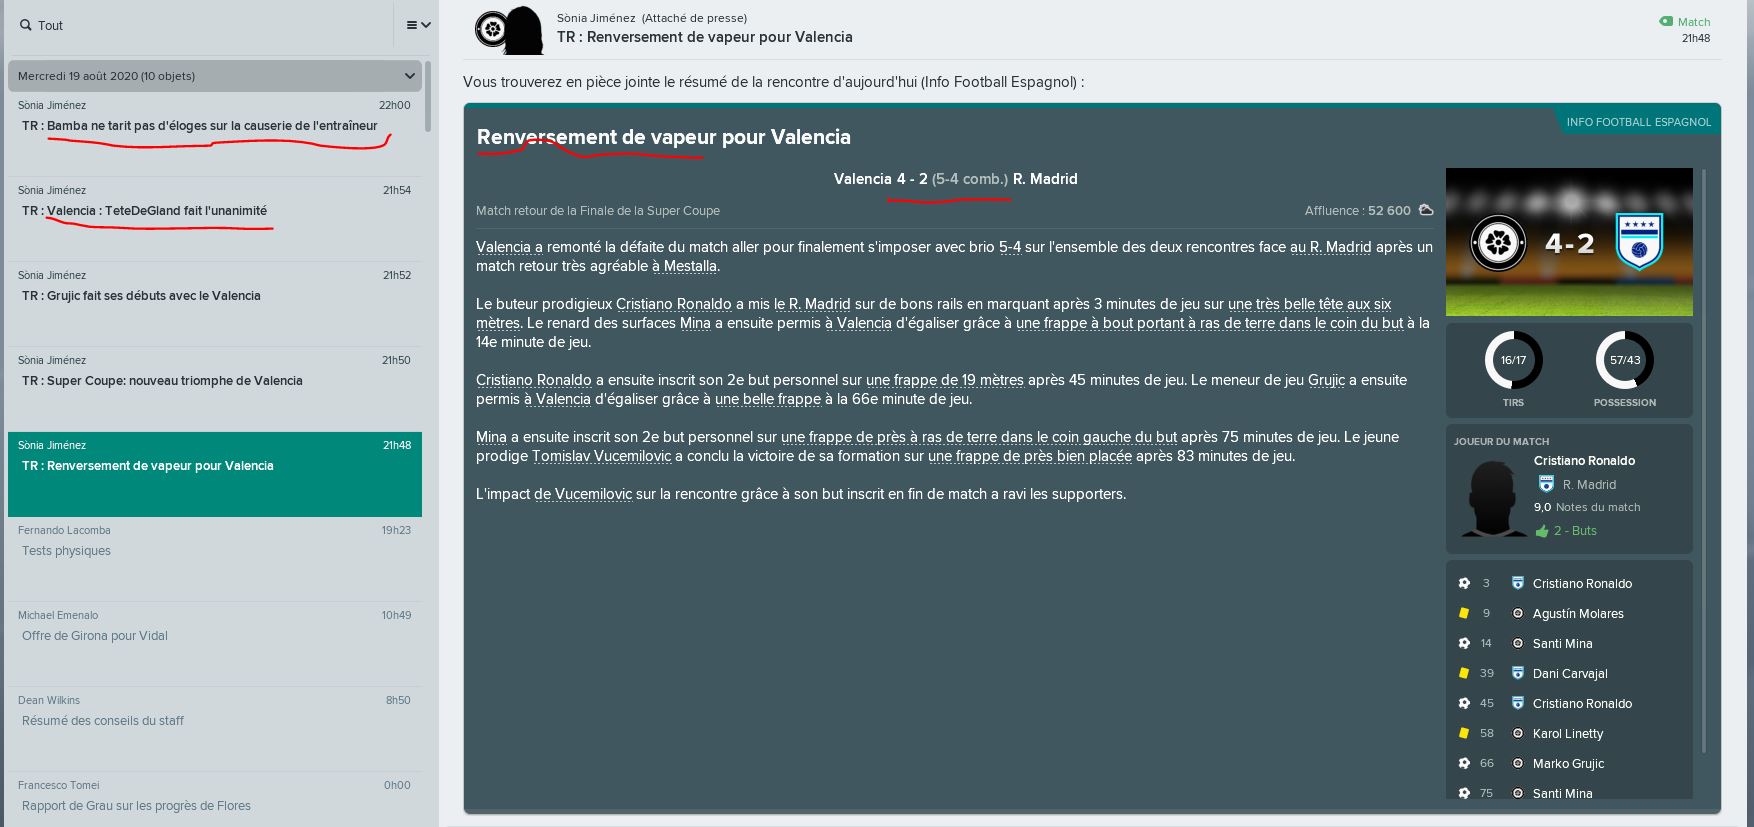 Tout
Mercredi 19 août 2020 (10 objets)
Sònia Jiménez 22h00
TR : Bamba ne tarit pas d'éloges sur la causerie de l'entraîneur
Sònia Jiménez 21h54
TR : Valencia : TeteDeGland fait l'unanimité
Sònia Jiménez 21h52
TR : Grujic fait ses débuts avec le Valencia
Sònia Jiménez 21h50
TR : Super Coupe: nouveau triomphe de Valencia
Sònia Jiménez 21h48
TR : Renversement de vapeur pour Valencia
Fernando Lacomba 19h23
Tests physiques
Michael Emenalo 10h49
Offre de Girona pour Vidal
Dean Wilkins 8h50
Résumé des conseils du staff
Francesco Tomei 0h00
Rapport de Grau sur les progrès de Flores
Sònia Jiménez (Attaché de presse)
TR : Renversement de vapeur pour Valencia
Match
21h48
Vous trouverez en pièce jointe le résumé de la rencontre d'aujourd'hui (Info Football Espagnol) :
INFO FOOTBALL ESPAGNOL
Renversement de vapeur pour Valencia
Valencia 4 - 2 (5-4 comb.) R. Madrid
Match retour de la Finale de la Super Coupe
Affluence : 52 600
Valencia a remonté la défaite du match aller pour finalement s'imposer avec brio 5-4 sur l'ensemble des deux rencontres face au R. Madrid après un
match retour très agréable à Mestalla.
Le buteur prodigieux Cristiano Ronaldo a mis le R. Madrid sur de bons rails en marquant après 3 minutes de jeu sur une très belle tête aux six
mètres. Le renard des surfaces Mina a ensuite permis à Valencia d'égaliser grâce à une frappe à bout portant à ras de terre dans le coin du but à la
14e minute de jeu.
Cristiano Ronaldo a ensuite inscrit son 2e but personnel sur une frappe de 19 mètres après 45 minutes de jeu. Le meneur de jeu Grujic a ensuite
permis à Valencia d'égaliser grâce à une belle frappe à la 66e minute de jeu.
Mina a ensuite inscrit son 2e but personnel sur une frappe de près à ras de terre dans le coin gauche du but après 75 minutes de jeu. Le jeune
prodige Tomislav Vucemilovic a conclu la victoire de sa formation sur une frappe de près bien placée après 83 minutes de jeu.
L'impact de Vucemilovic sur la rencontre grâce à son but inscrit en fin de match a ravi les supporters.
4-2
16/17 57/43
TIRS POSSESSION
JOUEUR DU MATCH
Cristiano Ronaldo
R. Madrid
9,0 Notes du match
2 - Buts
3 Cristiano Ronaldo
9 Agustín Molares
14 Santi Mina
39 Dani Carvajal
45 Cristiano Ronaldo
58 Karol Linetty
66 Marko Grujic
75 Santi Mina